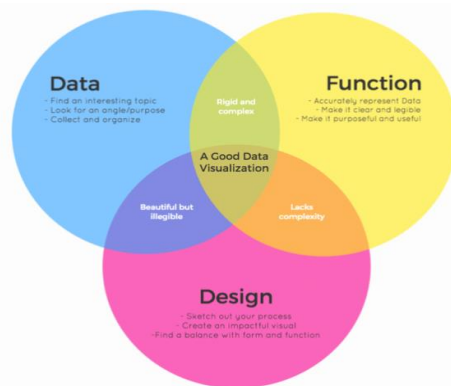 Data
- Find an interesting topic
- Look for an angle/purpose
- Collect and organize
Function
- Accurately represent Data
- Make it clear and legible
- Make it purposeful and useful
Rigid and
complex
A Good Data
Visualization
Beautiful but
illegible
Lacks
complexity
Design
- Sketch out your process
- Create an impactful visual
-Find a balance with form and function